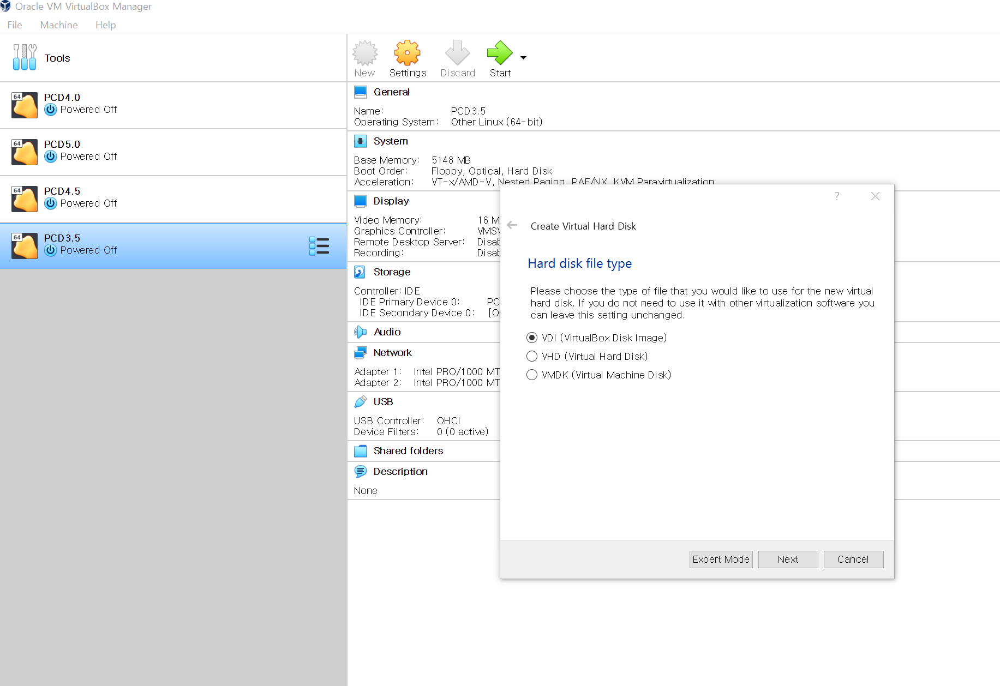 Oracle VM VirtualBox Manager
File Machine Help
Tools
64 PCD4.0
Powered Off
64 PCD5.0
Powered Off
64 PCD4.5
Powered Off
64 PCD3.5
Powered Off
New Settings Discard Start
General
Name: PCD3.5
Operating System: Other Linux (64-bit)
System
Base Memory: 5148 MB
Boot Order: Floppy, Optical, Hard Disk
Acceleration: VT-x/AMD-V, Nested Paging, PAE/NX, KVM Paravirtualization
Display
Video Memory: 16 M
Graphics Controller: VMSV
Remote Desktop Server: Disab
Recording: Disab
Storage
Controller: IDE
IDE Primary Device 0: PC
IDE Secondary Device 0: [Op
Audio
Network
Adapter 1: Intel PRO/1000 MT
Adapter 2: Intel PRO/1000 MT
USB
USB Controller: OHCI
Device Filters: 0 (0 active)
Shared folders
Description
None
?
Create Virtual Hard Disk
Hard disk file type
Please choose the type of file that you would like to use for the new virtual
hard disk. If you do not need to use it with other virtualization software you
can leave this setting unchanged.
VDI (VirtualBox Disk Image)
VHD (Virtual Hard Disk)
VMDK (Virtual Machine Disk)
Expert Mode Next Cancel